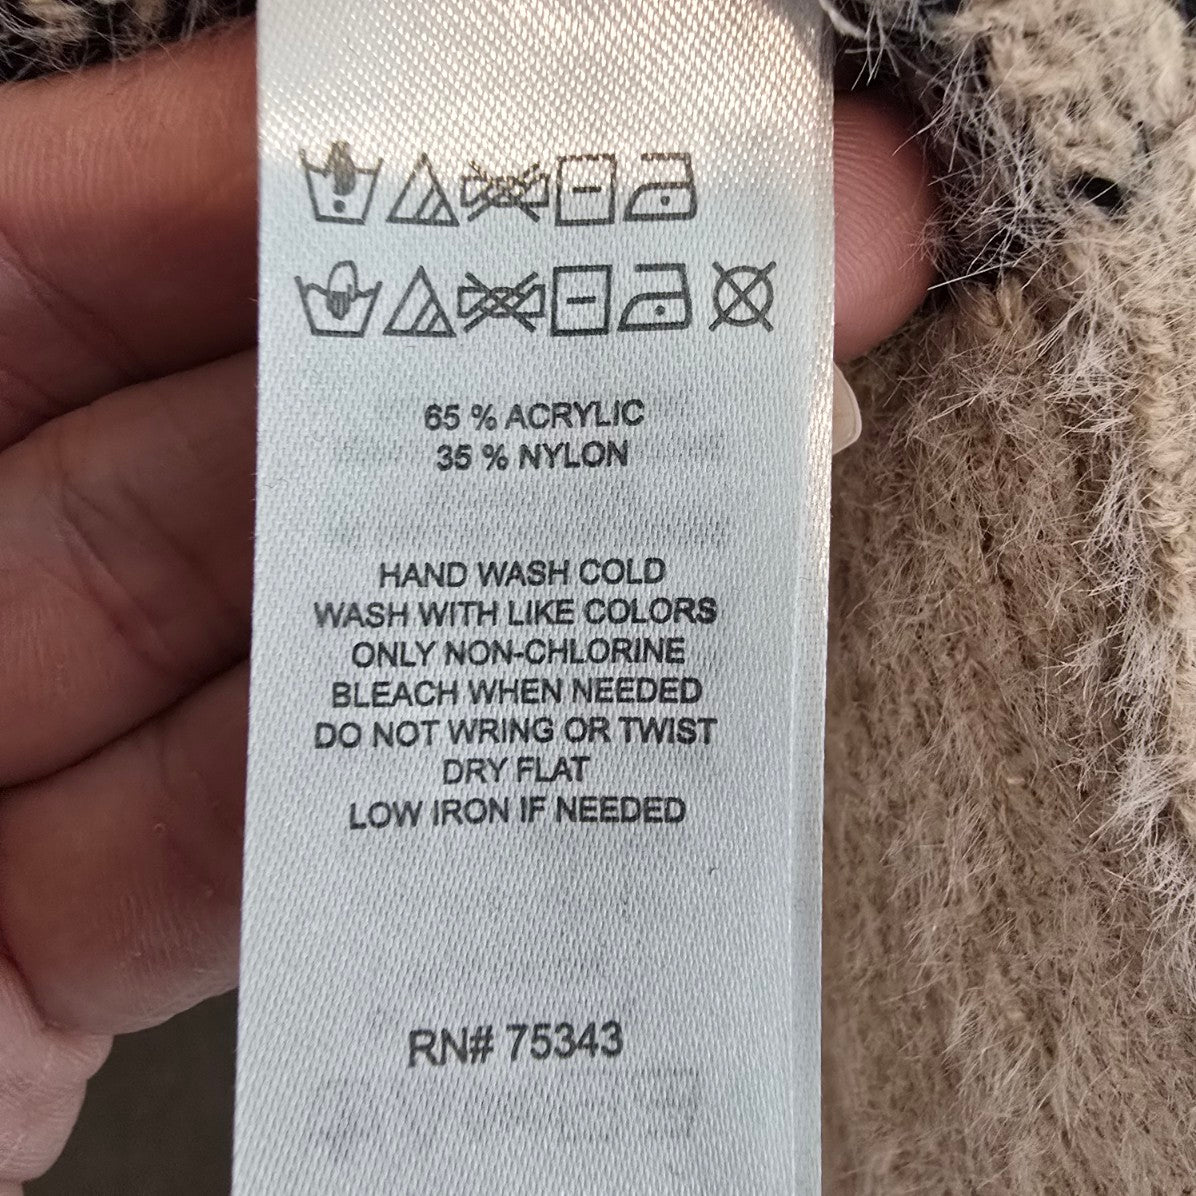 65 % ACRYLIC
35 % NYLON
HAND WASH COLD
WASH WITH LIKE COLORS
ONLY NON-CHLORINE
BLEACH WHEN NEEDED
DO NOT WRING OR TWIST
DRY FLAT
LOW IRON IF NEEDED
RN# 75343